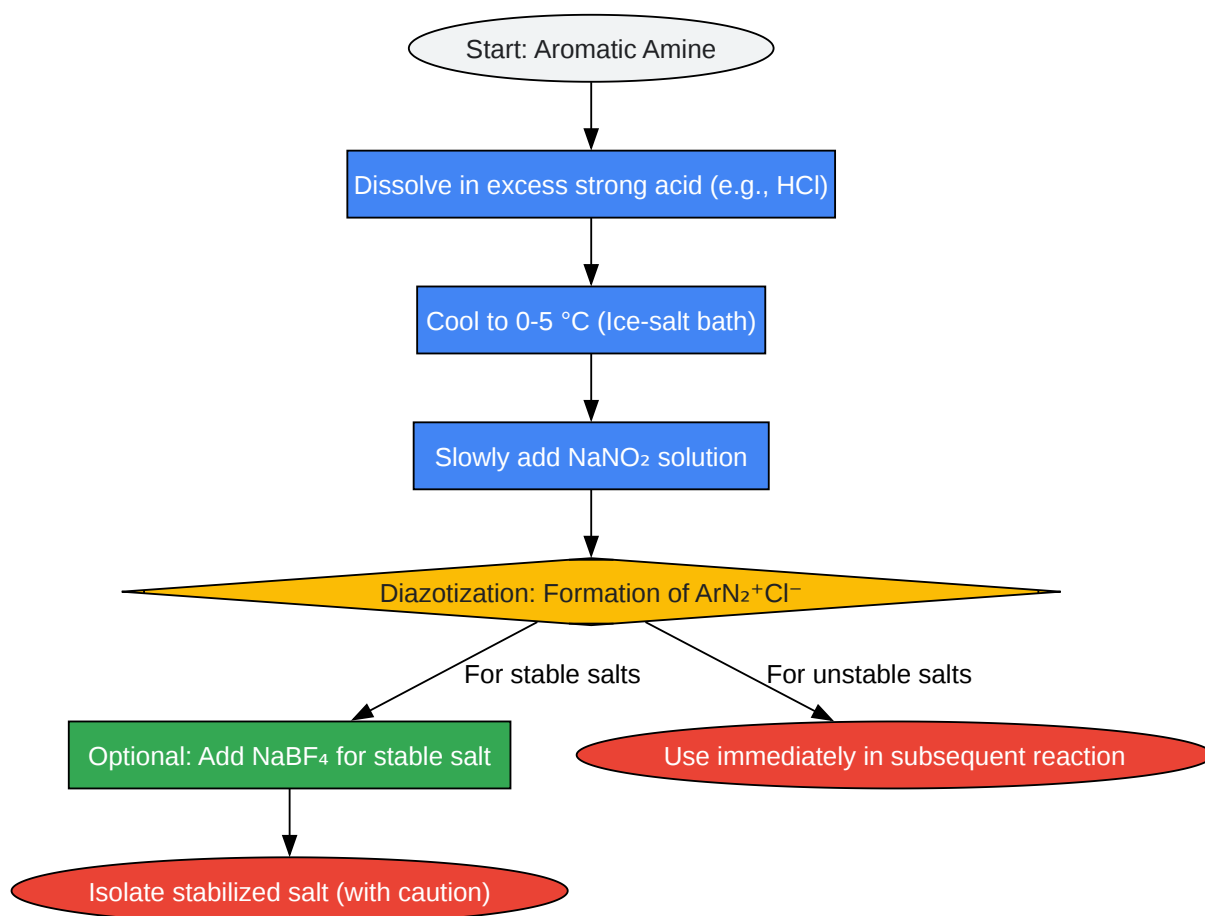 Start: Aromatic Amine
Dissolve in excess strong acid (e.g., HCl)
Cool to 0-5 °C (Ice-salt bath)
Slowly add NaNO₂ solution
Diazotization: Formation of ArN₂⁺Cl⁻
For stable salts
For unstable salts
Optional: Add NaBF₄ for stable salt
Use immediately in subsequent reaction
Isolate stabilized salt (with caution)